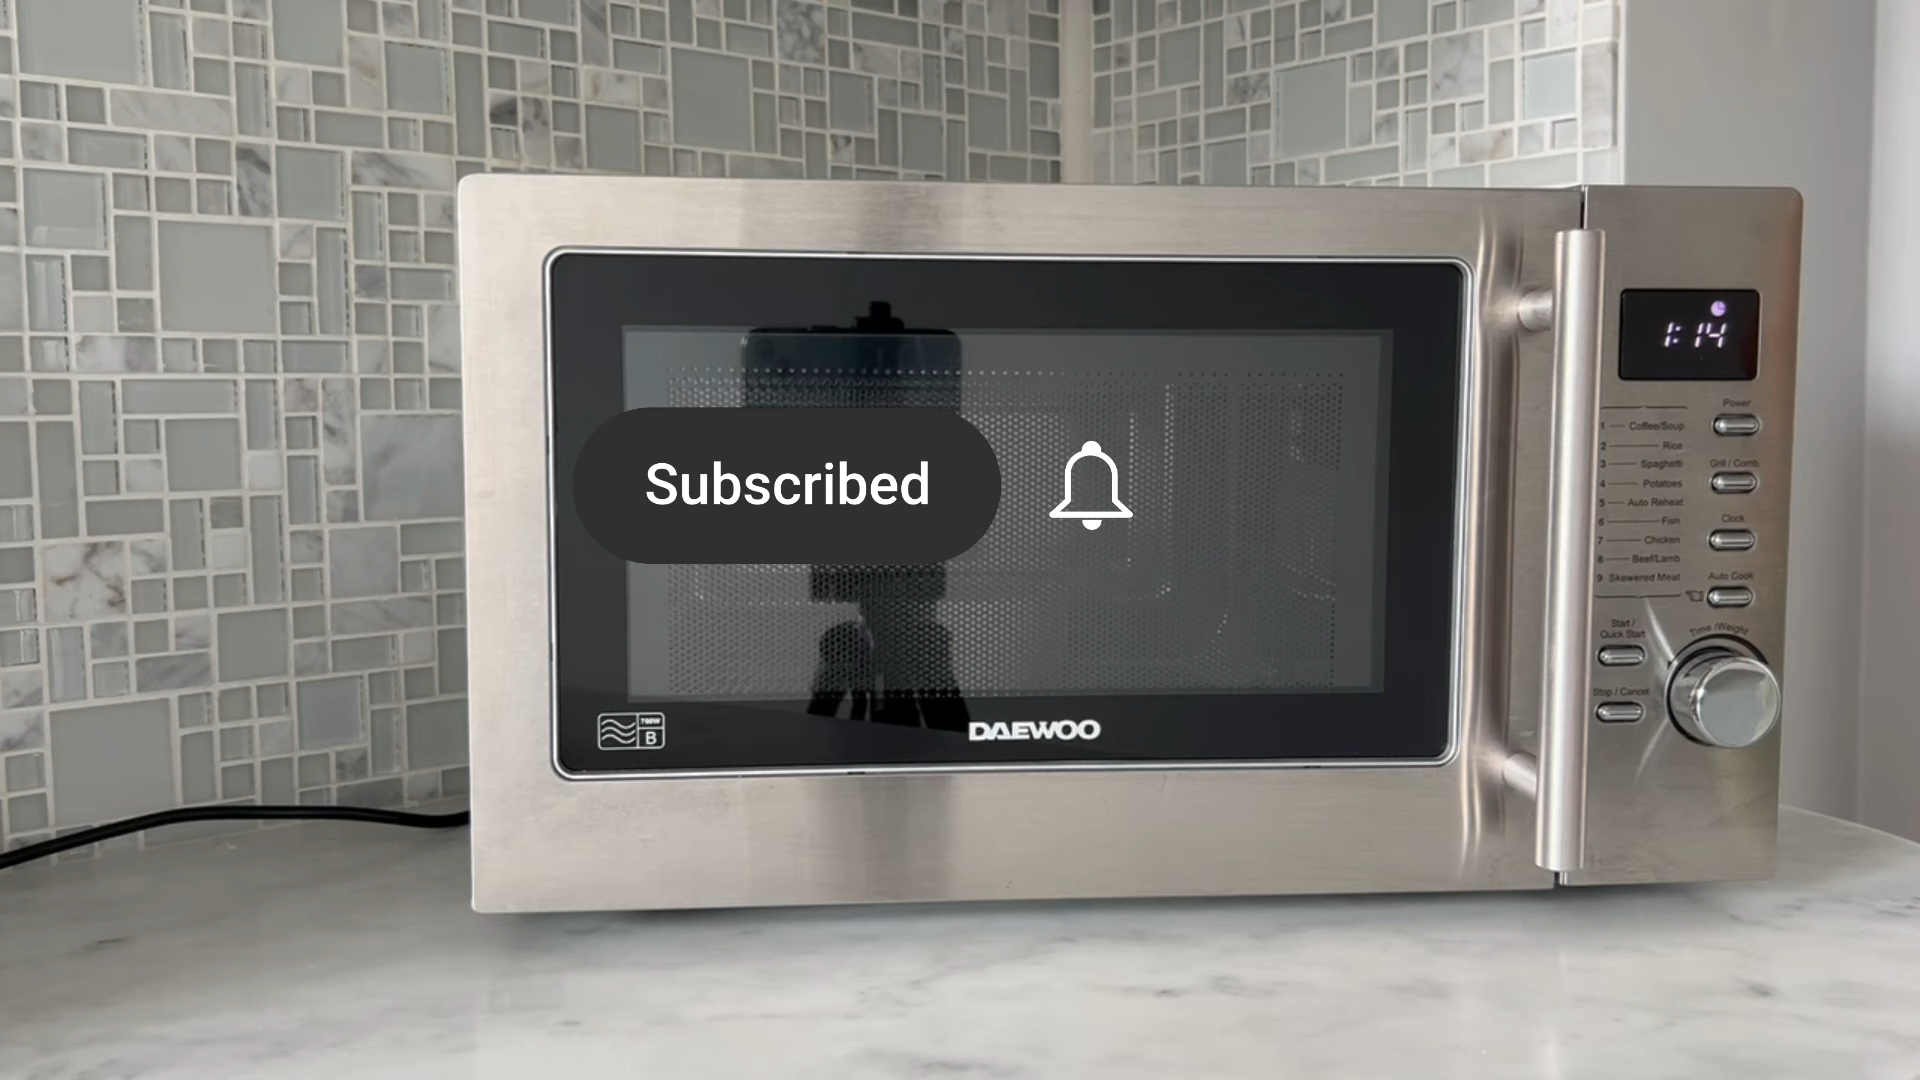 Subscribed
1:14
Power
1 Coffee/Soup
2 Rice
3 Spaghetti
4 Potatoes
5 Auto Reheat
6 Fish
7 Chicken
8 Beef/Lamb
9 Skewered Meat
Grill / Comb
Clock
Auto Cook
Start /
Quick Start
Time /Weight
Stop / Cancel
DAEWOO
750W
B